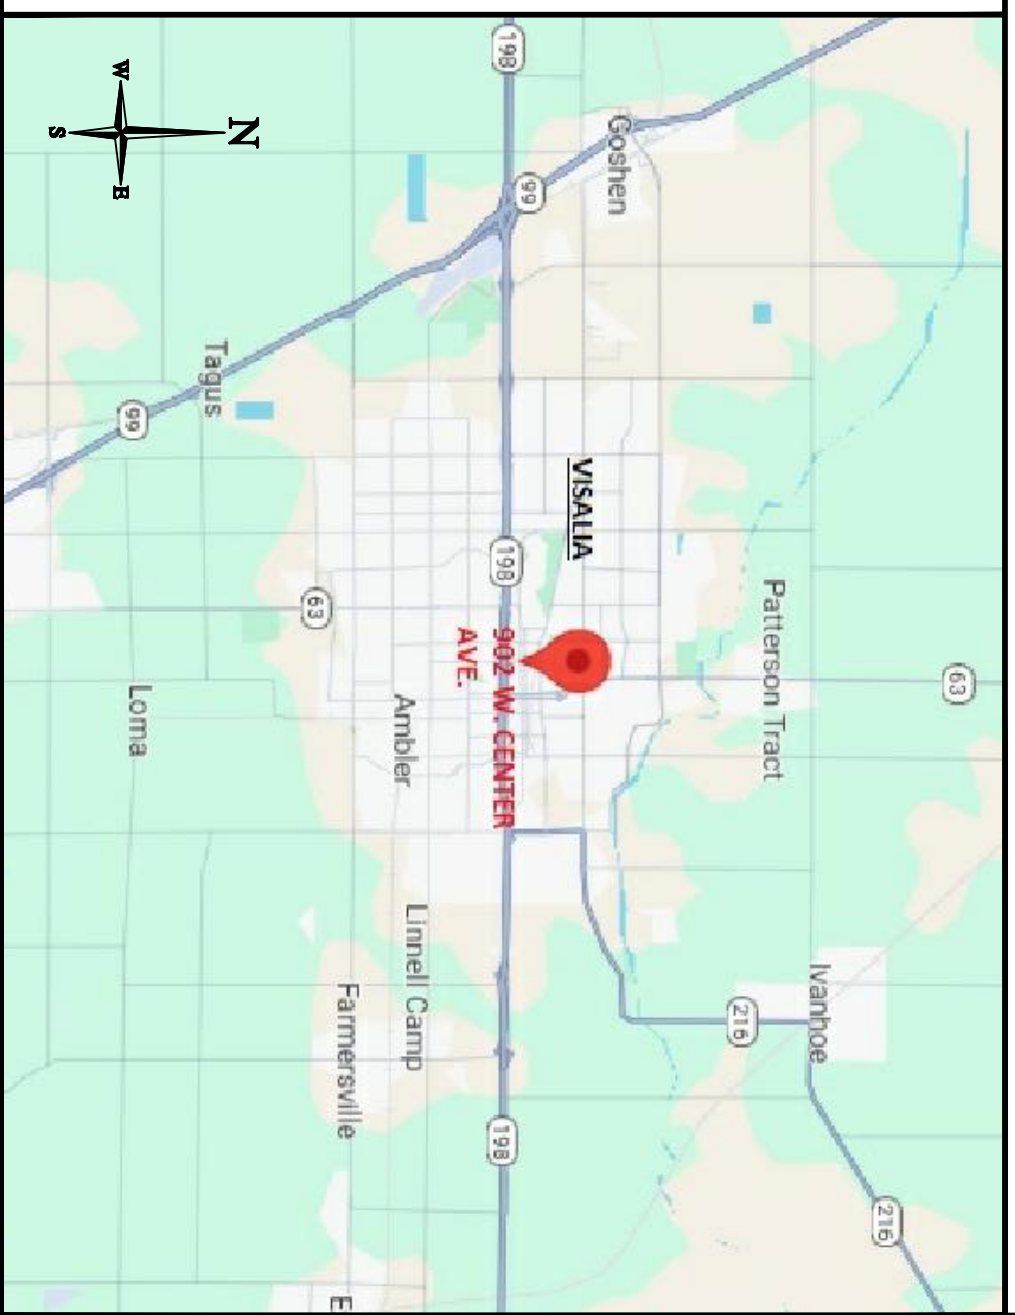 63
216
Ivanhoe
Patterson Tract
216
Goshen
VISALIA
99
198
198
902 W. CENTER
AVE.
198
Linnell Camp
Ambler
Farmersville
E
63
N
Tagus
Loma
99
W
E
S